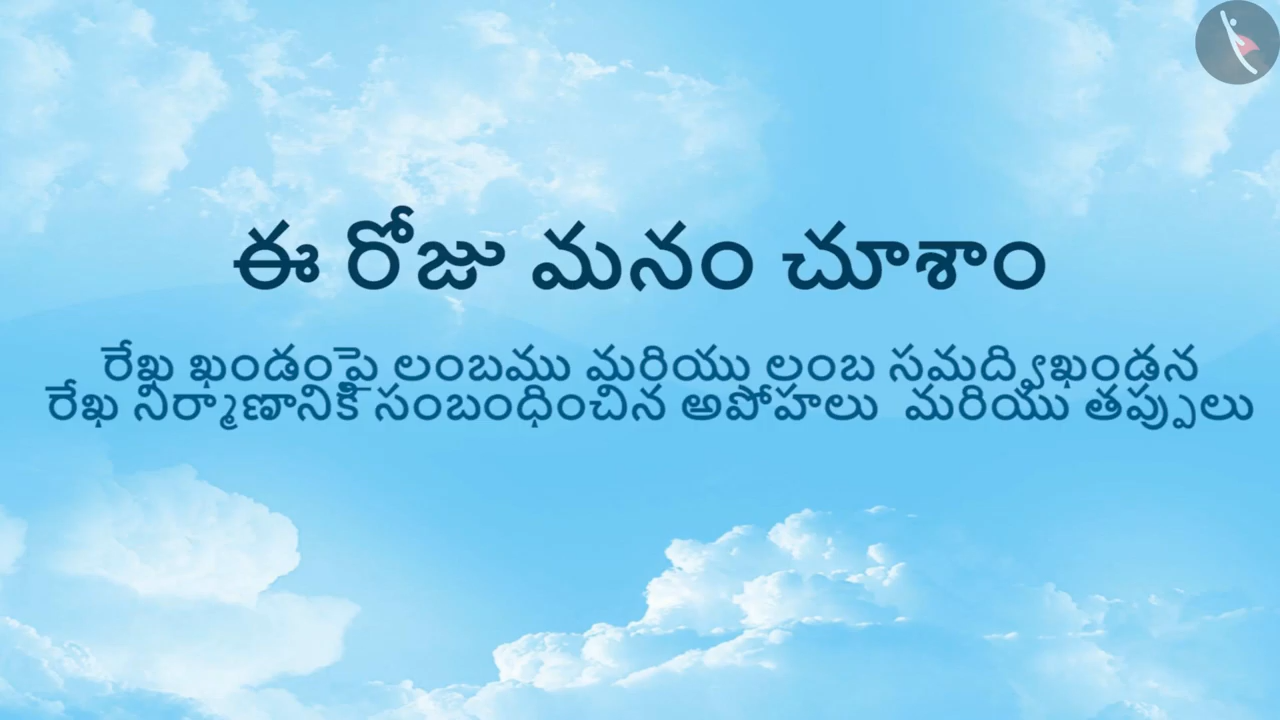 ఈ రోజు మనం చూశాం
రేఖ ఖండంపై లంబము మరియు లంబ సమద్విఖండన
రేఖ నిర్మాణానికి సంబంధించిన అపోహలు మరియు తప్పులు